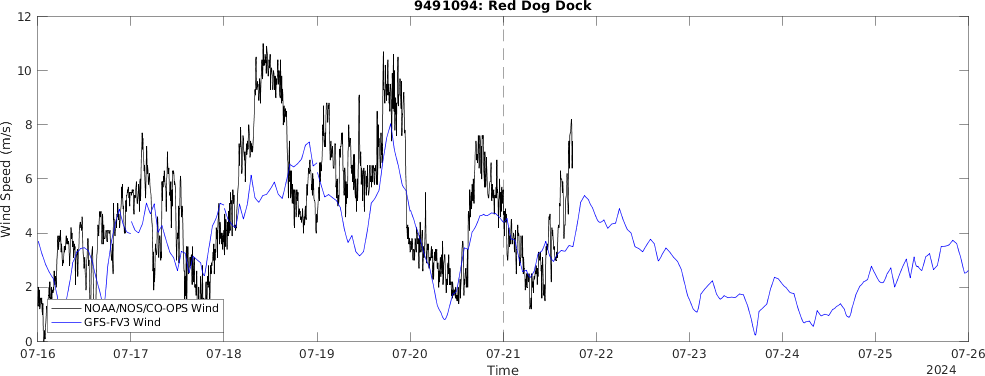 9491094: Red Dog Dock
12
10
8
6
4
2
0
Wind Speed (m/s)
NOAA/NOS/CO-OPS Wind
GFS-FV3 Wind
07-16 07-17 07-18 07-19 07-20 07-21 07-22 07-23 07-24 07-25 07-26
Time
2024